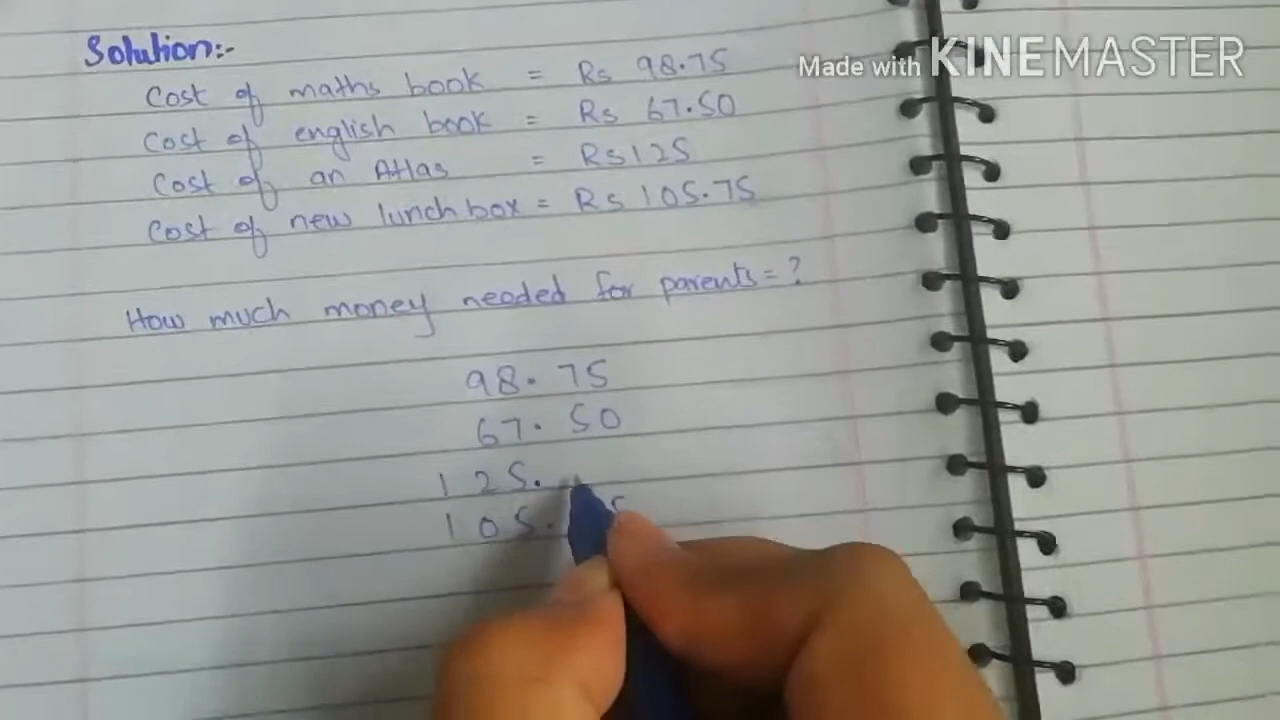 Solution:-
Made with KINEMASTER
Cost of maths book = Rs 98.75
Cost of english book = Rs 67.50
Cost of an Atlas = Rs 125
Cost of new lunch box = Rs 105.75
How much money needed for parents = ?
98.75
67.50
125.
105.